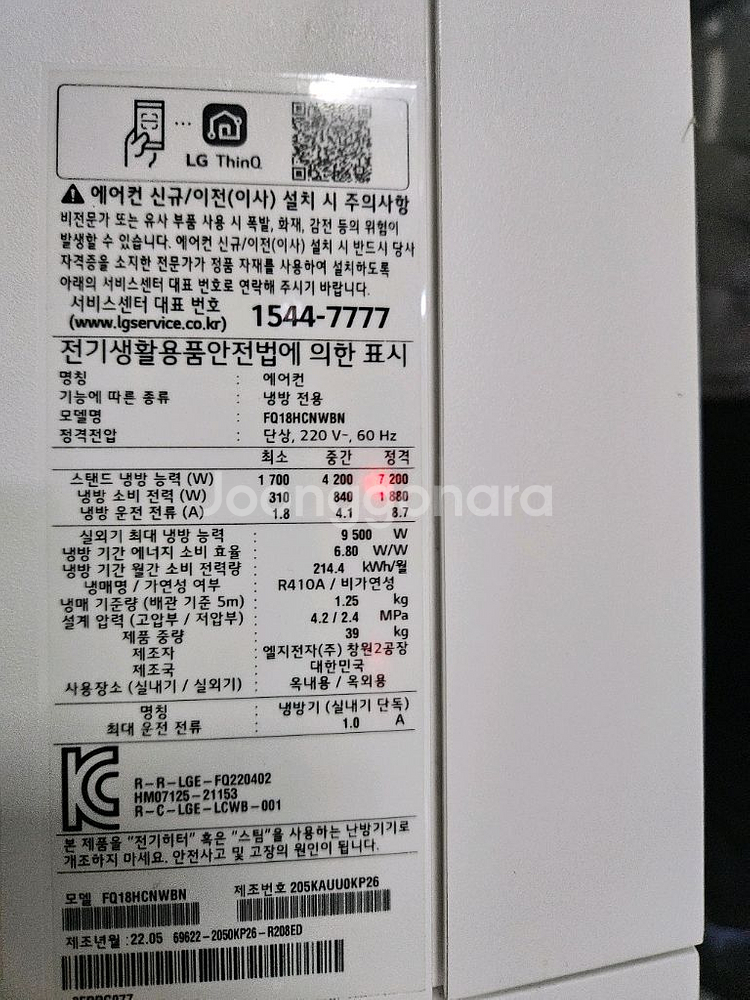 LG ThinQ
에어컨 신규/이전(이사) 설치 시 주의사항
비전문가 또는 유사 부품 사용 시 폭발, 화재, 감전 등의 위험이
발생할 수 있습니다. 에어컨 신규/이전(이사) 설치 시 반드시 당사
자격증을 소지한 전문가가 정품 자재를 사용하여 설치하도록
아래의 서비스센터 대표 번호로 연락해 주시기 바랍니다.
서비스센터 대표 번호
(www.lgservice.co.kr) 1544-7777
전기생활용품안전법에 의한 표시
명칭 : 에어컨
기능에 따른 종류 : 냉방 전용
모델명 : FQ18HCNWBN
정격전압 : 단상, 220 V~, 60 Hz
최소 중간 정격
스탠드 냉방 능력 (W) 1 700 4 200 7 200
냉방 소비 전력 (W) 310 840 1 880
냉방 운전 전류 (A) 1.8 4.1 8.7
Joonggonara
실외기 최대 냉방 능력 : 9 500 W
냉방 기간 에너지 소비 효율 : 6.80 W/W
냉방 기간 월간 소비 전력량 : 214.4 kWh/월
냉매명 / 가연성 여부 : R410A / 비가연성
냉매 기준량 (배관 기준 5m) : 1.25 kg
설계 압력 (고압부 / 저압부) : 4.2 / 2.4 MPa
제품 중량 : 39 kg
제조자 : 엘지전자(주) 창원2공장
제조국 : 대한민국
사용장소 (실내기 / 실외기) : 옥내용 / 옥외용
명칭 : 냉방기 (실내기 단독)
최대 운전 전류 : 1.0 A
R-R-LGE-FQ220402
HM07125-21153
R-C-LGE-LCWB-001
본 제품을 "전기히터" 혹은 "스팀"을 사용하는 난방기기로
개조하지 마세요. 안전사고 및 고장의 원인이 됩니다.
모델 FQ18HCNWBN 제조번호 205KAUU0KP26
제조년월 : 22.05 69622-2050KP26-R208ED